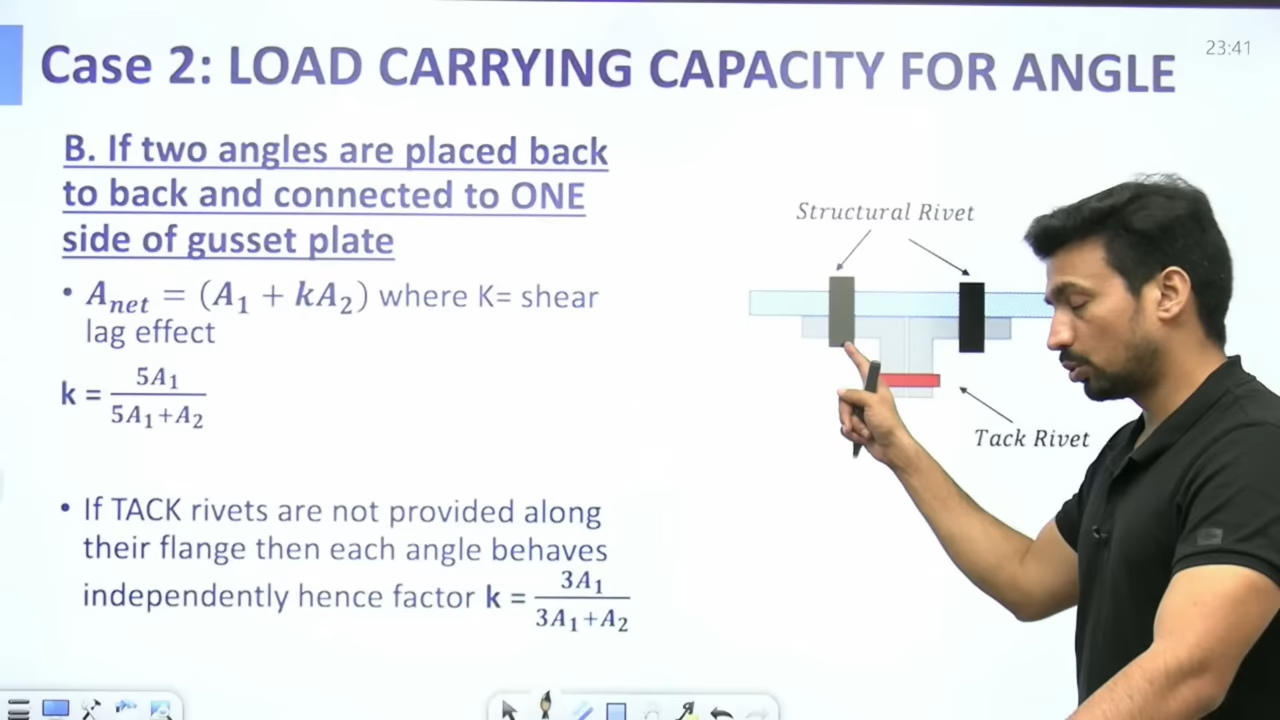 Case 2: LOAD CARRYING CAPACITY FOR ANGLE
23:41
B. If two angles are placed back
to back and connected to ONE
side of gusset plate
• A_net = (A₁ + kA₂) where K= shear
lag effect
k = 5A₁/(5A₁+A₂)
• If TACK rivets are not provided along
their flange then each angle behaves
independently hence factor k = 3A₁/(3A₁+A₂)
Structural Rivet
Tack Rivet